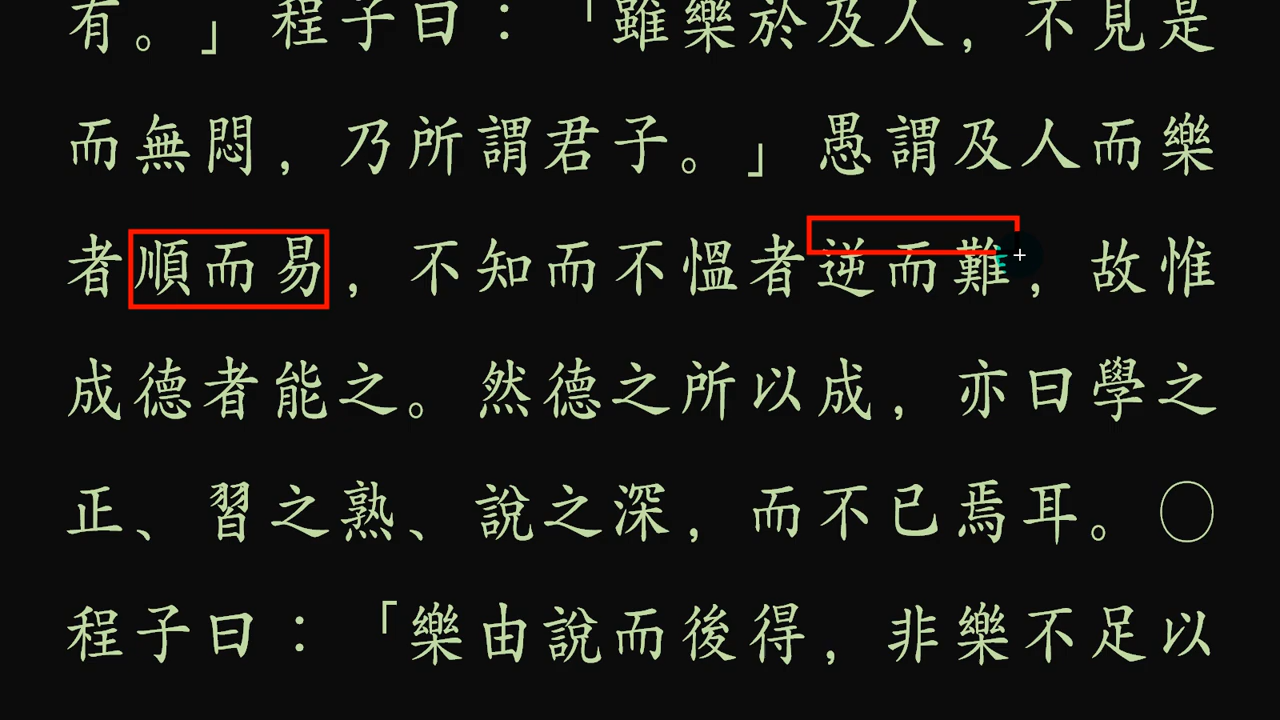 有。」程子曰：「雖樂於及人，不見是
而無悶，乃所謂君子。」愚謂及人而樂
者順而易，不知而不慍者逆而難，故惟
成德者能之。然德之所以成，亦曰學之
正、習之熟、說之深，而不已焉耳。○
程子曰：「樂由說而後得，非樂不足以